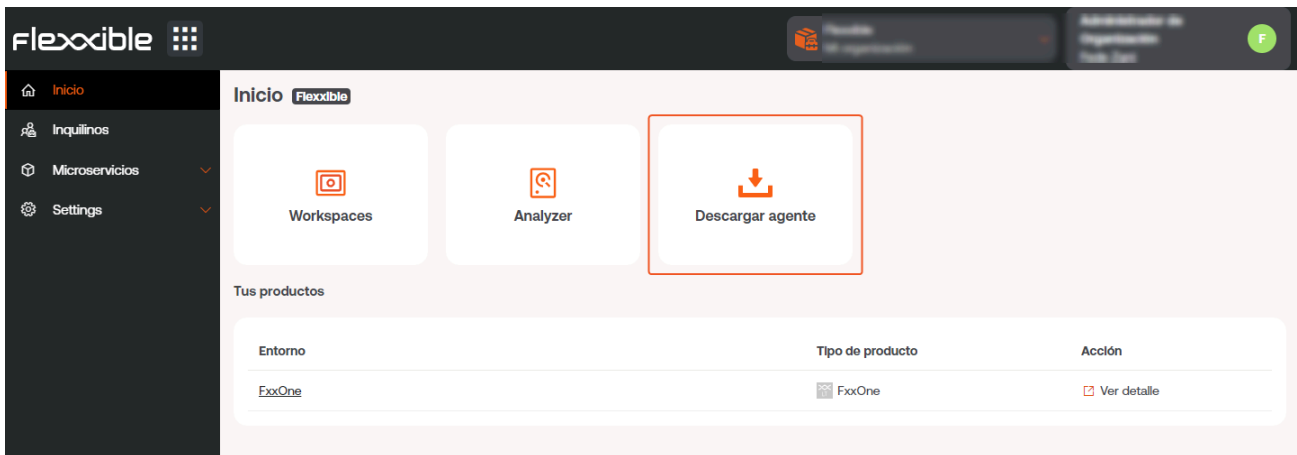 Flexxible
F
Inicio
Inquilinos
Microservicios
Settings
Inicio Flexxible
Workspaces
Analyzer
Descargar agente
Tus productos
Entorno Tipo de producto Acción
FxxOne FxxOne Ver detalle